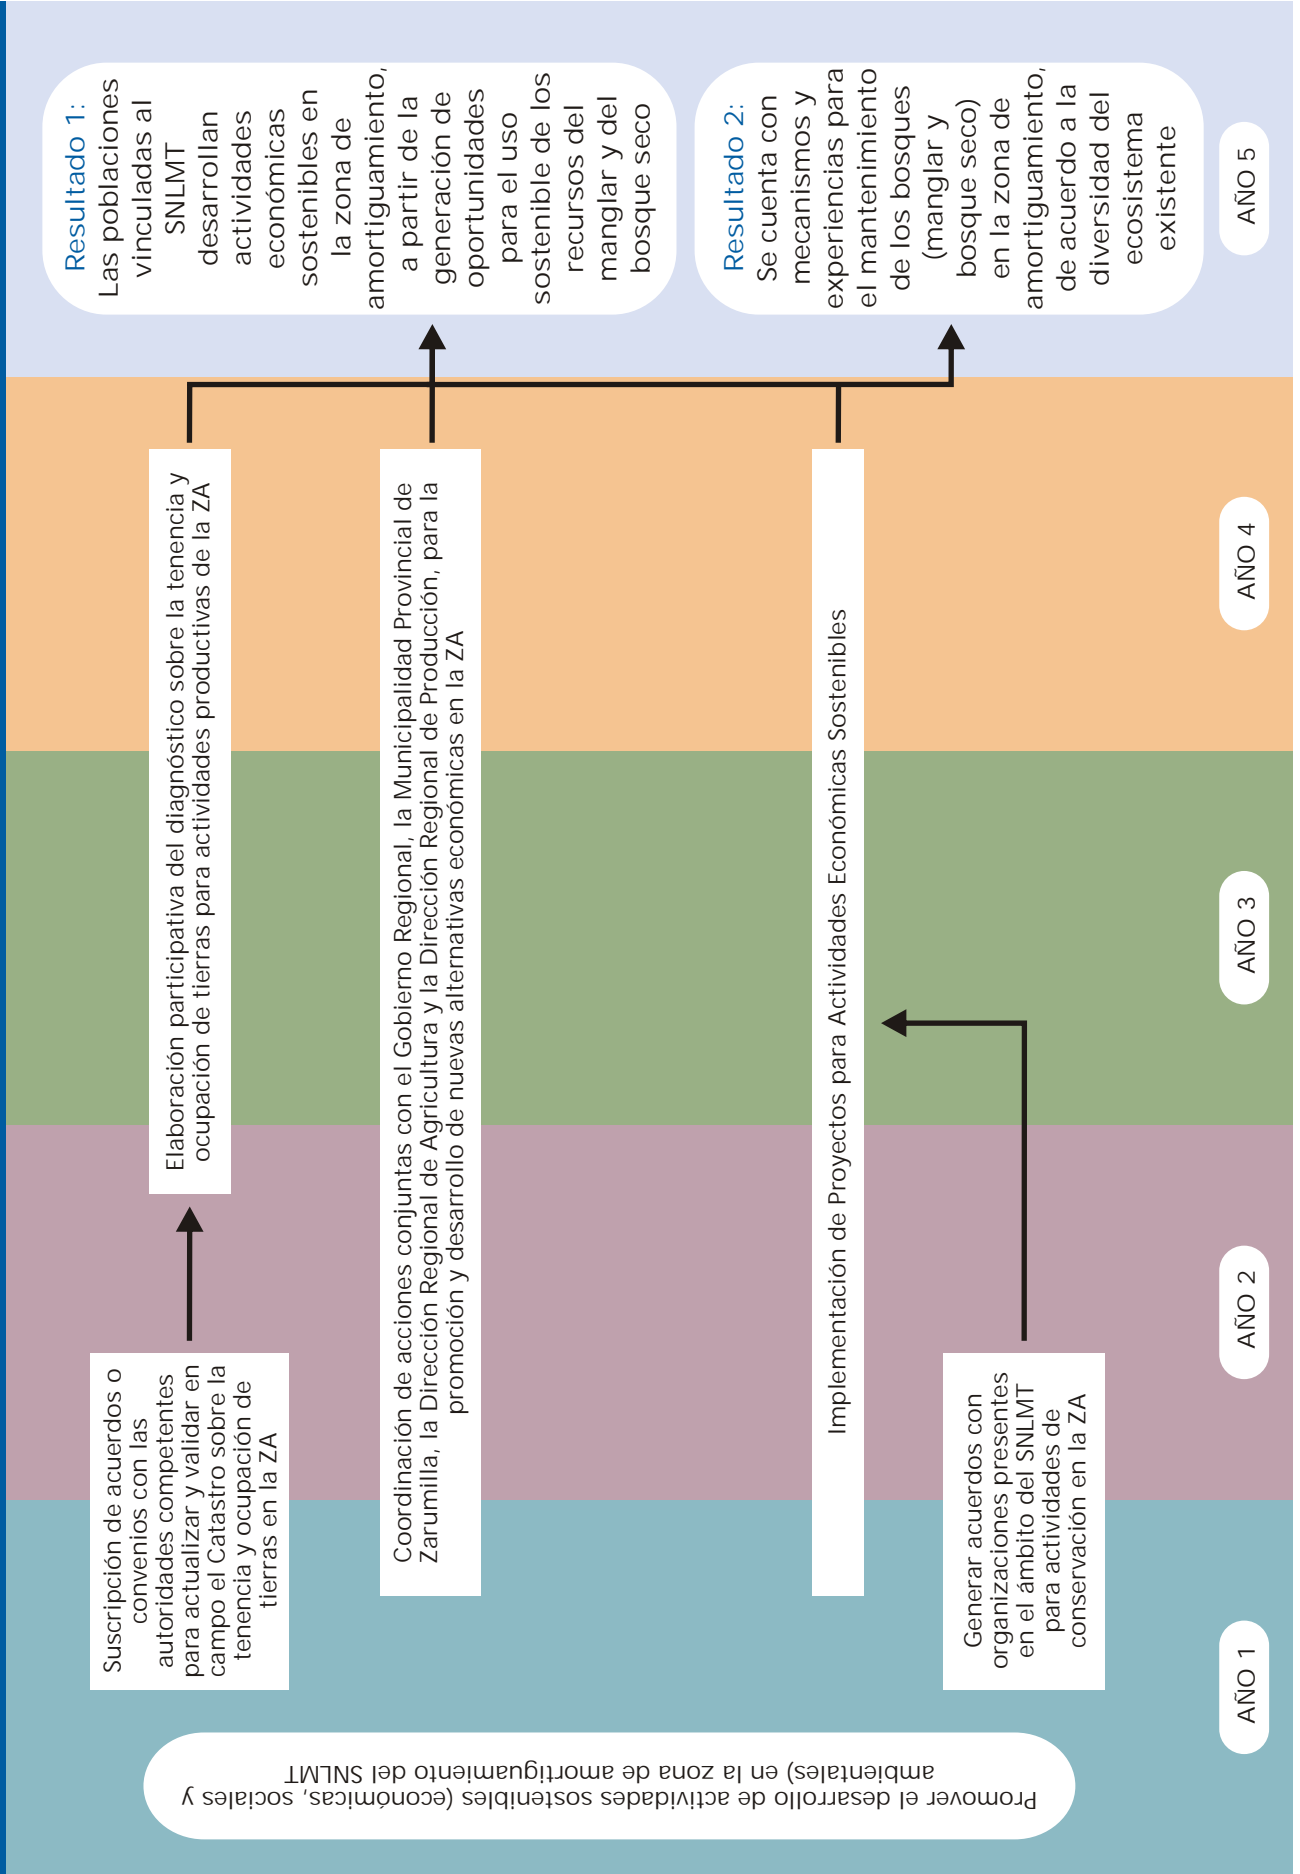 Promover el desarrollo de actividades sostenibles (económicas, sociales y
ambientales) en la zona de amortiguamiento del SNLMT
Suscripción de acuerdos o
convenios con las
autoridades competentes
para actualizar y validar en
campo el Catastro sobre la
tenencia y ocupación de
tierras en la ZA
Elaboración participativa del diagnóstico sobre la tenencia y
ocupación de tierras para actividades productivas de la ZA
Coordinación de acciones conjuntas con el Gobierno Regional, la Municipalidad Provincial de
Zarumilla, la Dirección Regional de Agricultura y la Dirección Regional de Producción, para la
promoción y desarrollo de nuevas alternativas económicas en la ZA
Implementación de Proyectos para Actividades Económicas Sostenibles
Generar acuerdos con
organizaciones presentes
en el ámbito del SNLMT
para actividades de
conservación en la ZA
Resultado 1:
Las poblaciones
vinculadas al
SNLMT
desarrollan
actividades
económicas
sostenibles en
la zona de
amortiguamiento,
a partir de la
generación de
oportunidades
para el uso
sostenible de los
recursos del
manglar y del
bosque seco
Resultado 2:
Se cuenta con
mecanismos y
experiencias para
el mantenimiento
de los bosques
(manglar y
bosque seco)
en la zona de
amortiguamiento,
de acuerdo a la
diversidad del
ecosistema
existente
AÑO 1
AÑO 2
AÑO 3
AÑO 4
AÑO 5